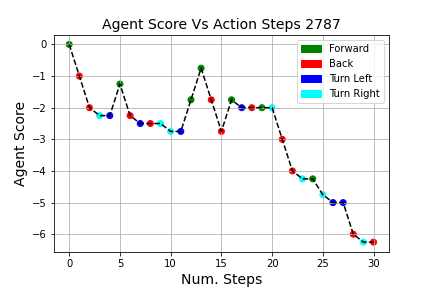 Agent Score Vs Action Steps 2787
Agent Score
0
−1
−2
−3
−4
−5
−6
Forward
Back
Turn Left
Turn Right
0 5 10 15 20 25 30
Num. Steps